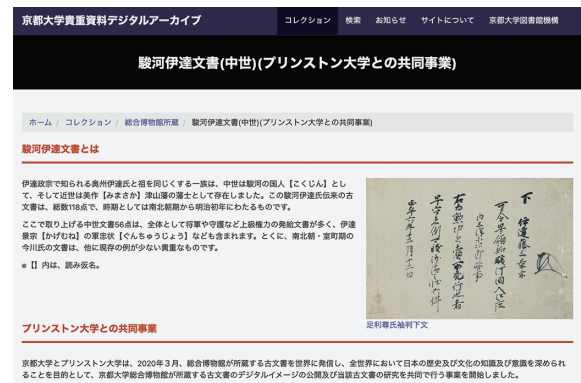 京都大学貴重資料デジタルアーカイブ
コレクション 検索 お知らせ サイトについて 京都大学図書館機構
駿河伊達文書(中世)(プリンストン大学との共同事業)
ホーム / コレクション / 総合博物館所蔵 / 駿河伊達文書(中世)(プリンストン大学との共同事業)
駿河伊達文書とは
伊達政宗で知られる奥州伊達氏と祖を同じくする一族は、中世は駿河の国人【こくじん】とし
て、そして近世は美作【みまさか】津山藩の藩士として存在しました。この駿河伊達氏伝来の古
文書は、総数118点で、時期としては南北朝期から明治初年にわたるものです。
ここで取り上げる中世文書56点は、全体として将軍や守護など上級権力の発給文書が多く、伊達
景宗【かげむね】の軍忠状【ぐんちゅうじょう】なども含まれます。とくに、南北朝・室町期の
今川氏の文書は、他に現存の例が少ない貴重なものです。
※【】内は、読み仮名。
足利尊氏袖判下文
プリンストン大学との共同事業
京都大学とプリンストン大学は、2020年3月、総合博物館が所蔵する古文書を世界に発信し、全世界において日本の歴史及び文化の知識及び意識を深められ
ることを目的として、京都大学総合博物館が所蔵する古文書のデジタルイメージの公開及び当該古文書の研究を共同で行う事業を開始しました。